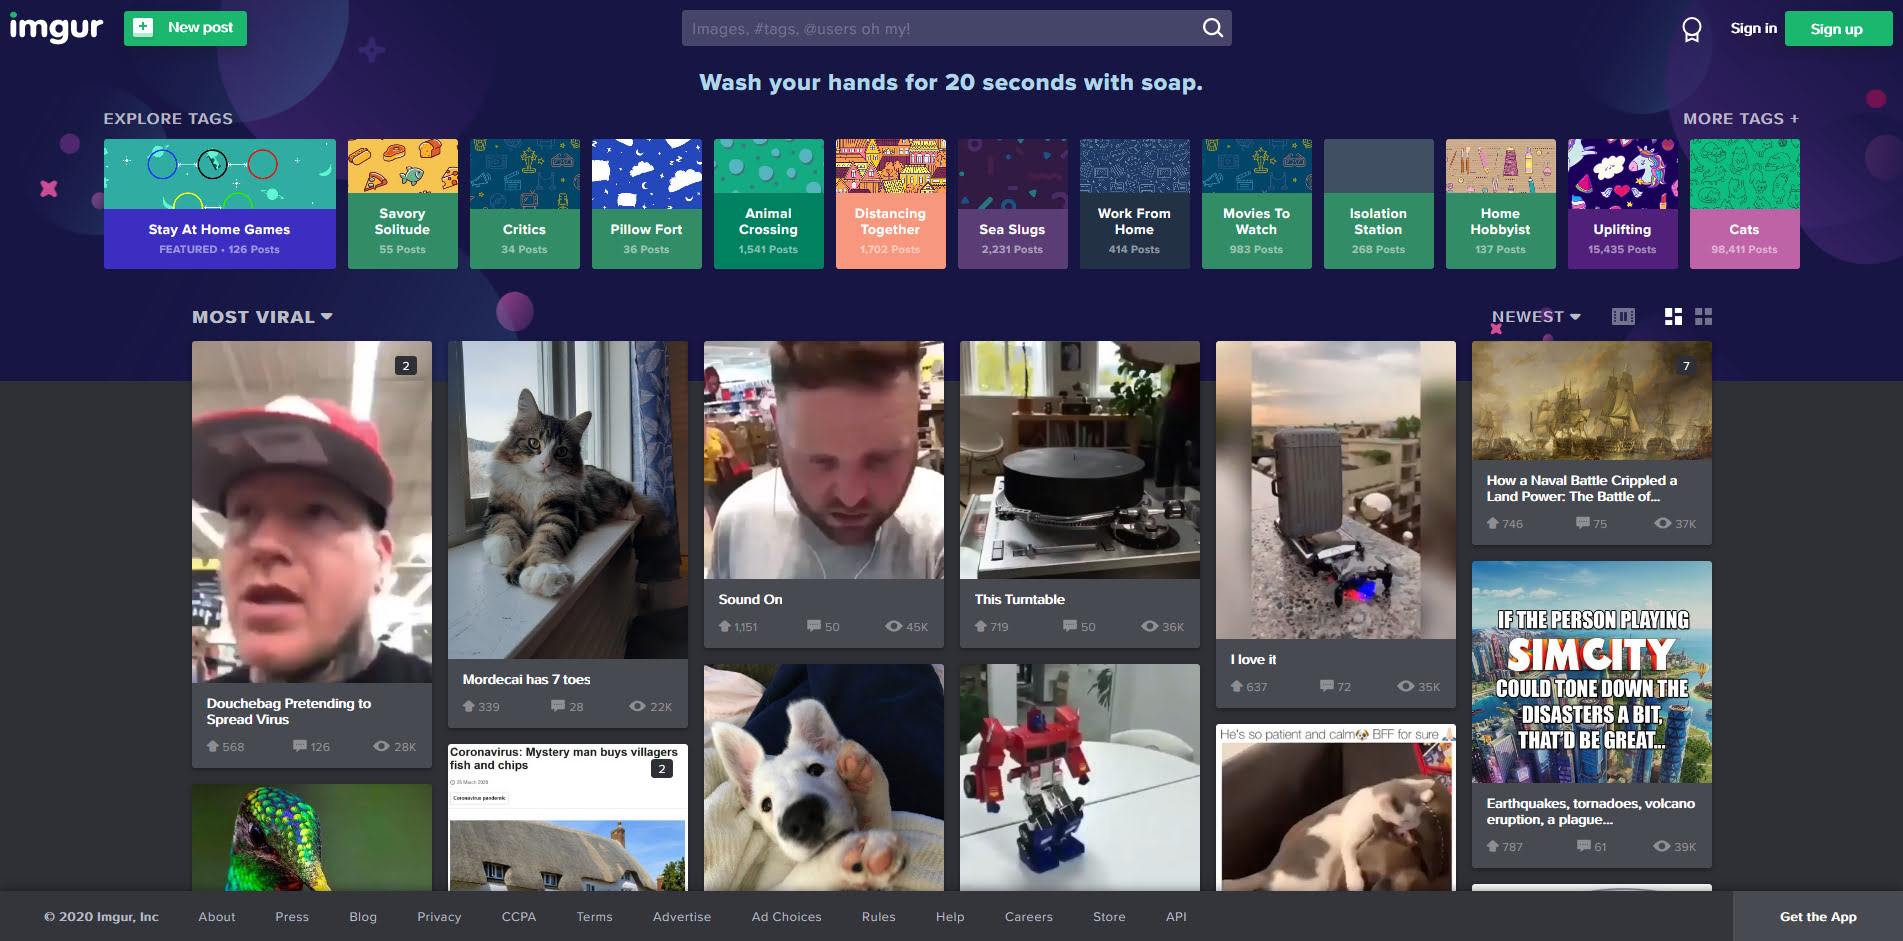 imgur
New post
Images, #tags, @users oh my!
Sign in
Sign up
Wash your hands for 20 seconds with soap.
EXPLORE TAGS
MORE TAGS +
Stay At Home Games
FEATURED • 126 Posts
Savory
Solitude
55 Posts
Critics
34 Posts
Pillow Fort
36 Posts
Animal
Crossing
1,541 Posts
Distancing
Together
1,702 Posts
Sea Slugs
2,231 Posts
Work From
Home
414 Posts
Movies To
Watch
983 Posts
Isolation
Station
268 Posts
Home
Hobbyist
137 Posts
Uplifting
15,435 Posts
Cats
98,411 Posts
MOST VIRAL
NEWEST
2
Douchebag Pretending to
Spread Virus
568 126 28K
Mordecai has 7 toes
339 28 22K
Coronavirus: Mystery man buys villagers
fish and chips
2
25 March 2020
Coronavirus pandemic
Sound On
1,151 50 45K
This Turntable
719 50 36K
I love it
637 72 35K
He's so patient and calm🐶 BFF for sure 🙏🏻
7
How a Naval Battle Crippled a
Land Power: The Battle of...
746 75 37K
IF THE PERSON PLAYING
SIMCITY
COULD TONE DOWN THE
DISASTERS A BIT,
THAT'D BE GREAT...
Earthquakes, tornadoes, volcano
eruption, a plague...
787 61 39K
© 2020 Imgur, Inc
About
Press
Blog
Privacy
CCPA
Terms
Advertise
Ad Choices
Rules
Help
Careers
Store
API
Get the App